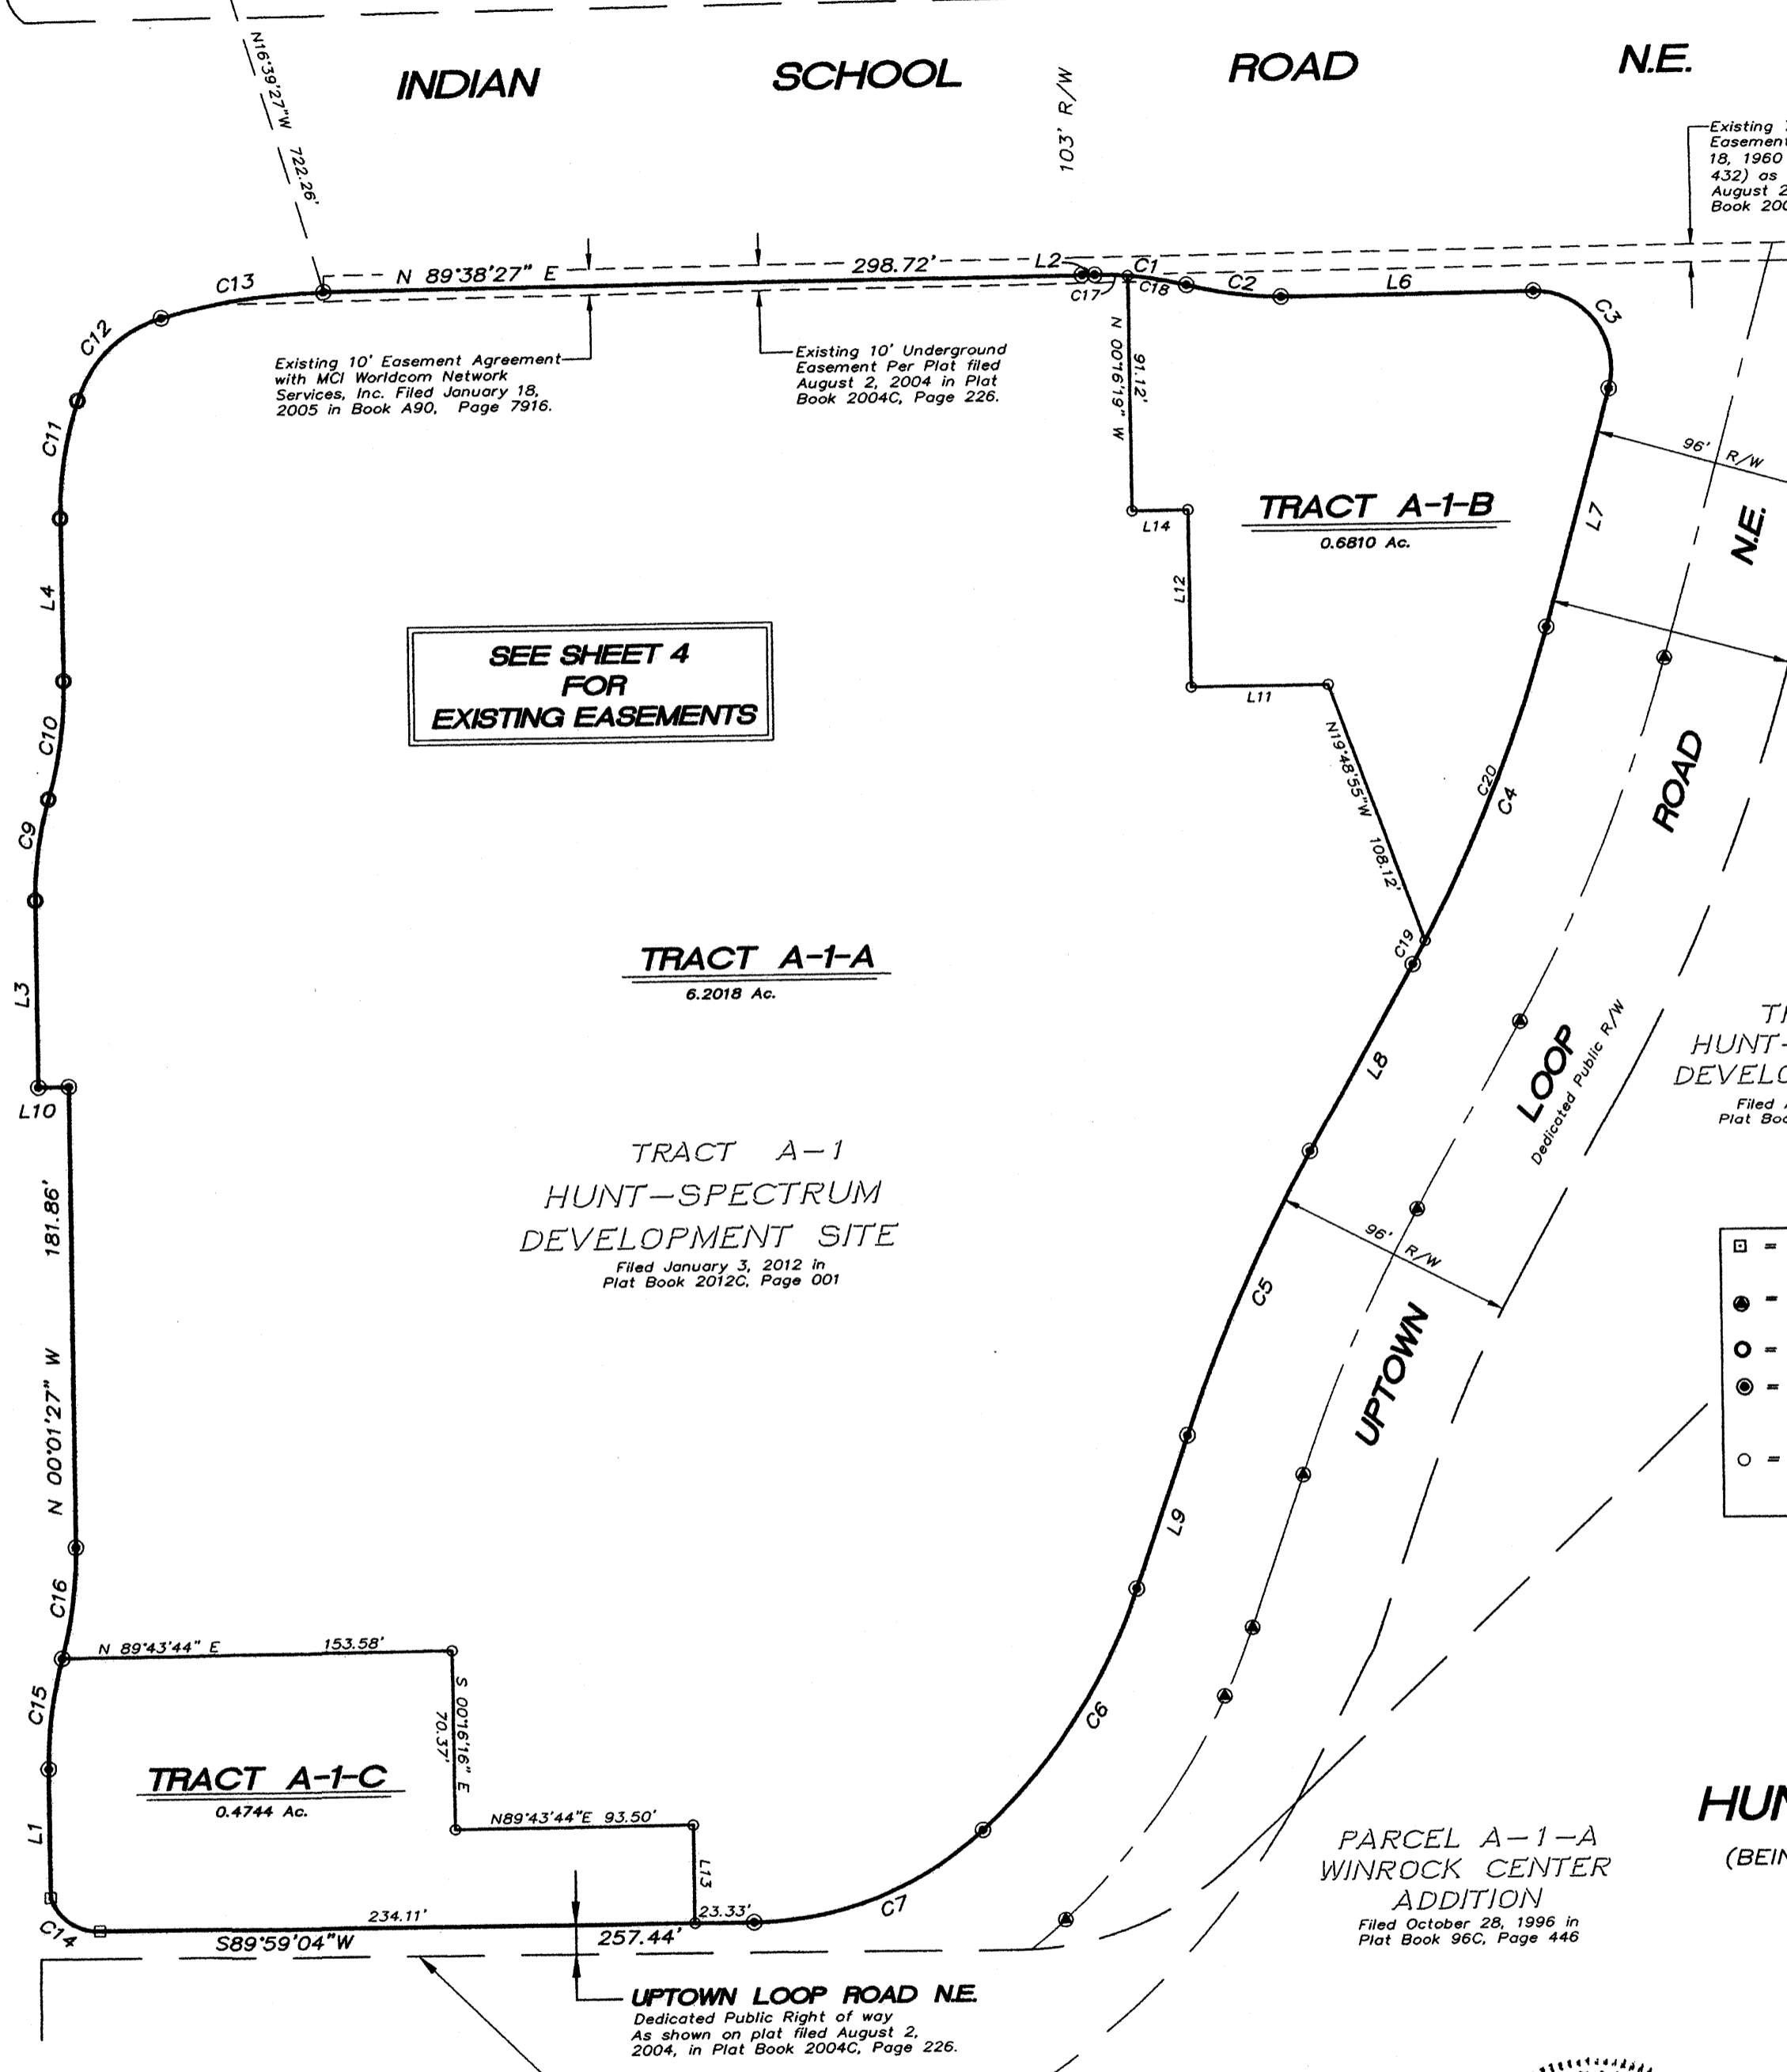 INDIAN SCHOOL ROAD N.E.
N16°39'27"W 722.26'
103' R/W
Existing
Easement
18, 1960
432) as
August 2
Book 200
C13
N 89°38'27" E
298.72'
L2
C1
C17
C18
C2
L6
C3
C12
Existing 10' Easement Agreement
with MCI Worldcom Network
Services, Inc. Filed January 18,
2005 in Book A90, Page 7916.
Existing 10' Underground
Easement Per Plat filed
August 2, 2004 in Plat
Book 2004C, Page 226.
N 00°16'19" W
91.12'
C11
96' R/W
TRACT A-1-B
0.6810 Ac.
L14
L7
N.E.
L4
L12
SEE SHEET 4
FOR
EXISTING EASEMENTS
L11
C10
N19°48'55"W 108.12'
C20
C4
ROAD
C9
C19
TRACT A-1-A
6.2018 Ac.
L3
L8
LOOP
Dedicated Public R/W
HUNT-
DEVELO
Filed
Plat Boo
L10
TRACT A-1
HUNT-SPECTRUM
DEVELOPMENT SITE
Filed January 3, 2012 in
Plat Book 2012C, Page 001
N 00°01'27" W 181.86'
96' R/W
C5
UPTOWN
=
=
=
=
=
L9
C16
N 89°43'44" E 153.58'
S 00°16'16" E
70.37'
C15
C6
TRACT A-1-C
0.4744 Ac.
N89°43'44"E 93.50'
L1
L13
C7
C14
234.11'
23.33'
S89°59'04"W
257.44'
PARCEL A-1-A
WINROCK CENTER
ADDITION
Filed October 28, 1996 in
Plat Book 96C, Page 446
HUN
(BEIN
UPTOWN LOOP ROAD N.E.
Dedicated Public Right of way
As shown on plat filed August 2,
2004, in Plat Book 2004C, Page 226.